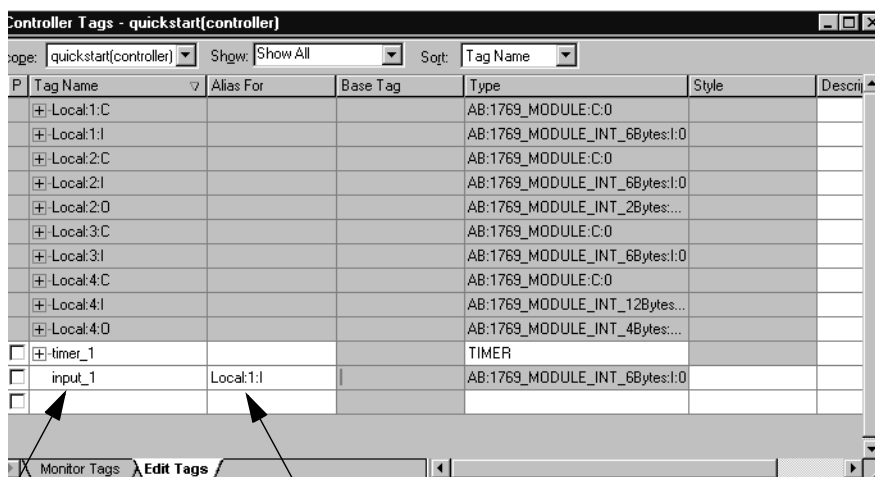 Controller Tags - quickstart(controller)
cope: quickstart(controller) Show: Show All Sort: Tag Name
P Tag Name Alias For Base Tag Type Style Descrip
Local:1:C AB:1769_MODULE:C:0
Local:1:I AB:1769_MODULE_INT_6Bytes:I:0
Local:2:C AB:1769_MODULE:C:0
Local:2:I AB:1769_MODULE_INT_6Bytes:I:0
Local:2:O AB:1769_MODULE_INT_2Bytes:...
Local:3:C AB:1769_MODULE:C:0
Local:3:I AB:1769_MODULE_INT_6Bytes:I:0
Local:4:C AB:1769_MODULE:C:0
Local:4:I AB:1769_MODULE_INT_12Bytes...
Local:4:O AB:1769_MODULE_INT_4Bytes:...
timer_1 TIMER
input_1 Local:1:I AB:1769_MODULE_INT_6Bytes:I:0
Monitor Tags Edit Tags